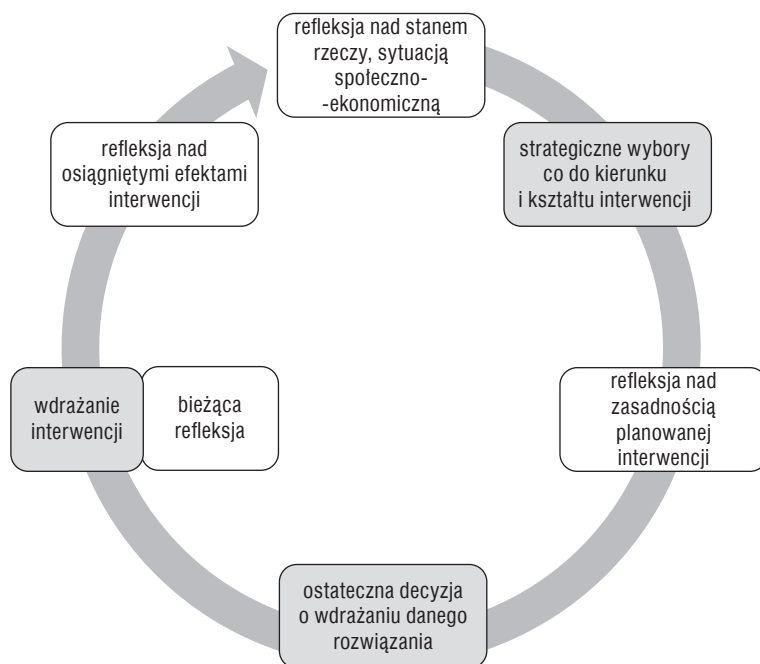 refleksja nad stanem
rzeczy, sytuacją
społeczno-
-ekonomiczną
strategiczne wybory
co do kierunku
i kształtu interwencji
refleksja nad
zasadnością
planowanej
interwencji
ostateczna decyzja
o wdrażaniu danego
rozwiązania
wdrażanie
interwencji
bieżąca
refleksja
refleksja nad
osiągniętymi efektami
interwencji